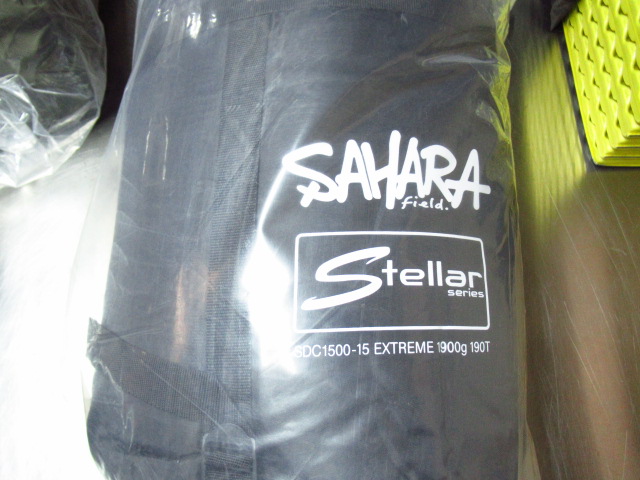 SAHARA
field.
Stellar
series
SDC1500-15 EXTREME 1900g 190T